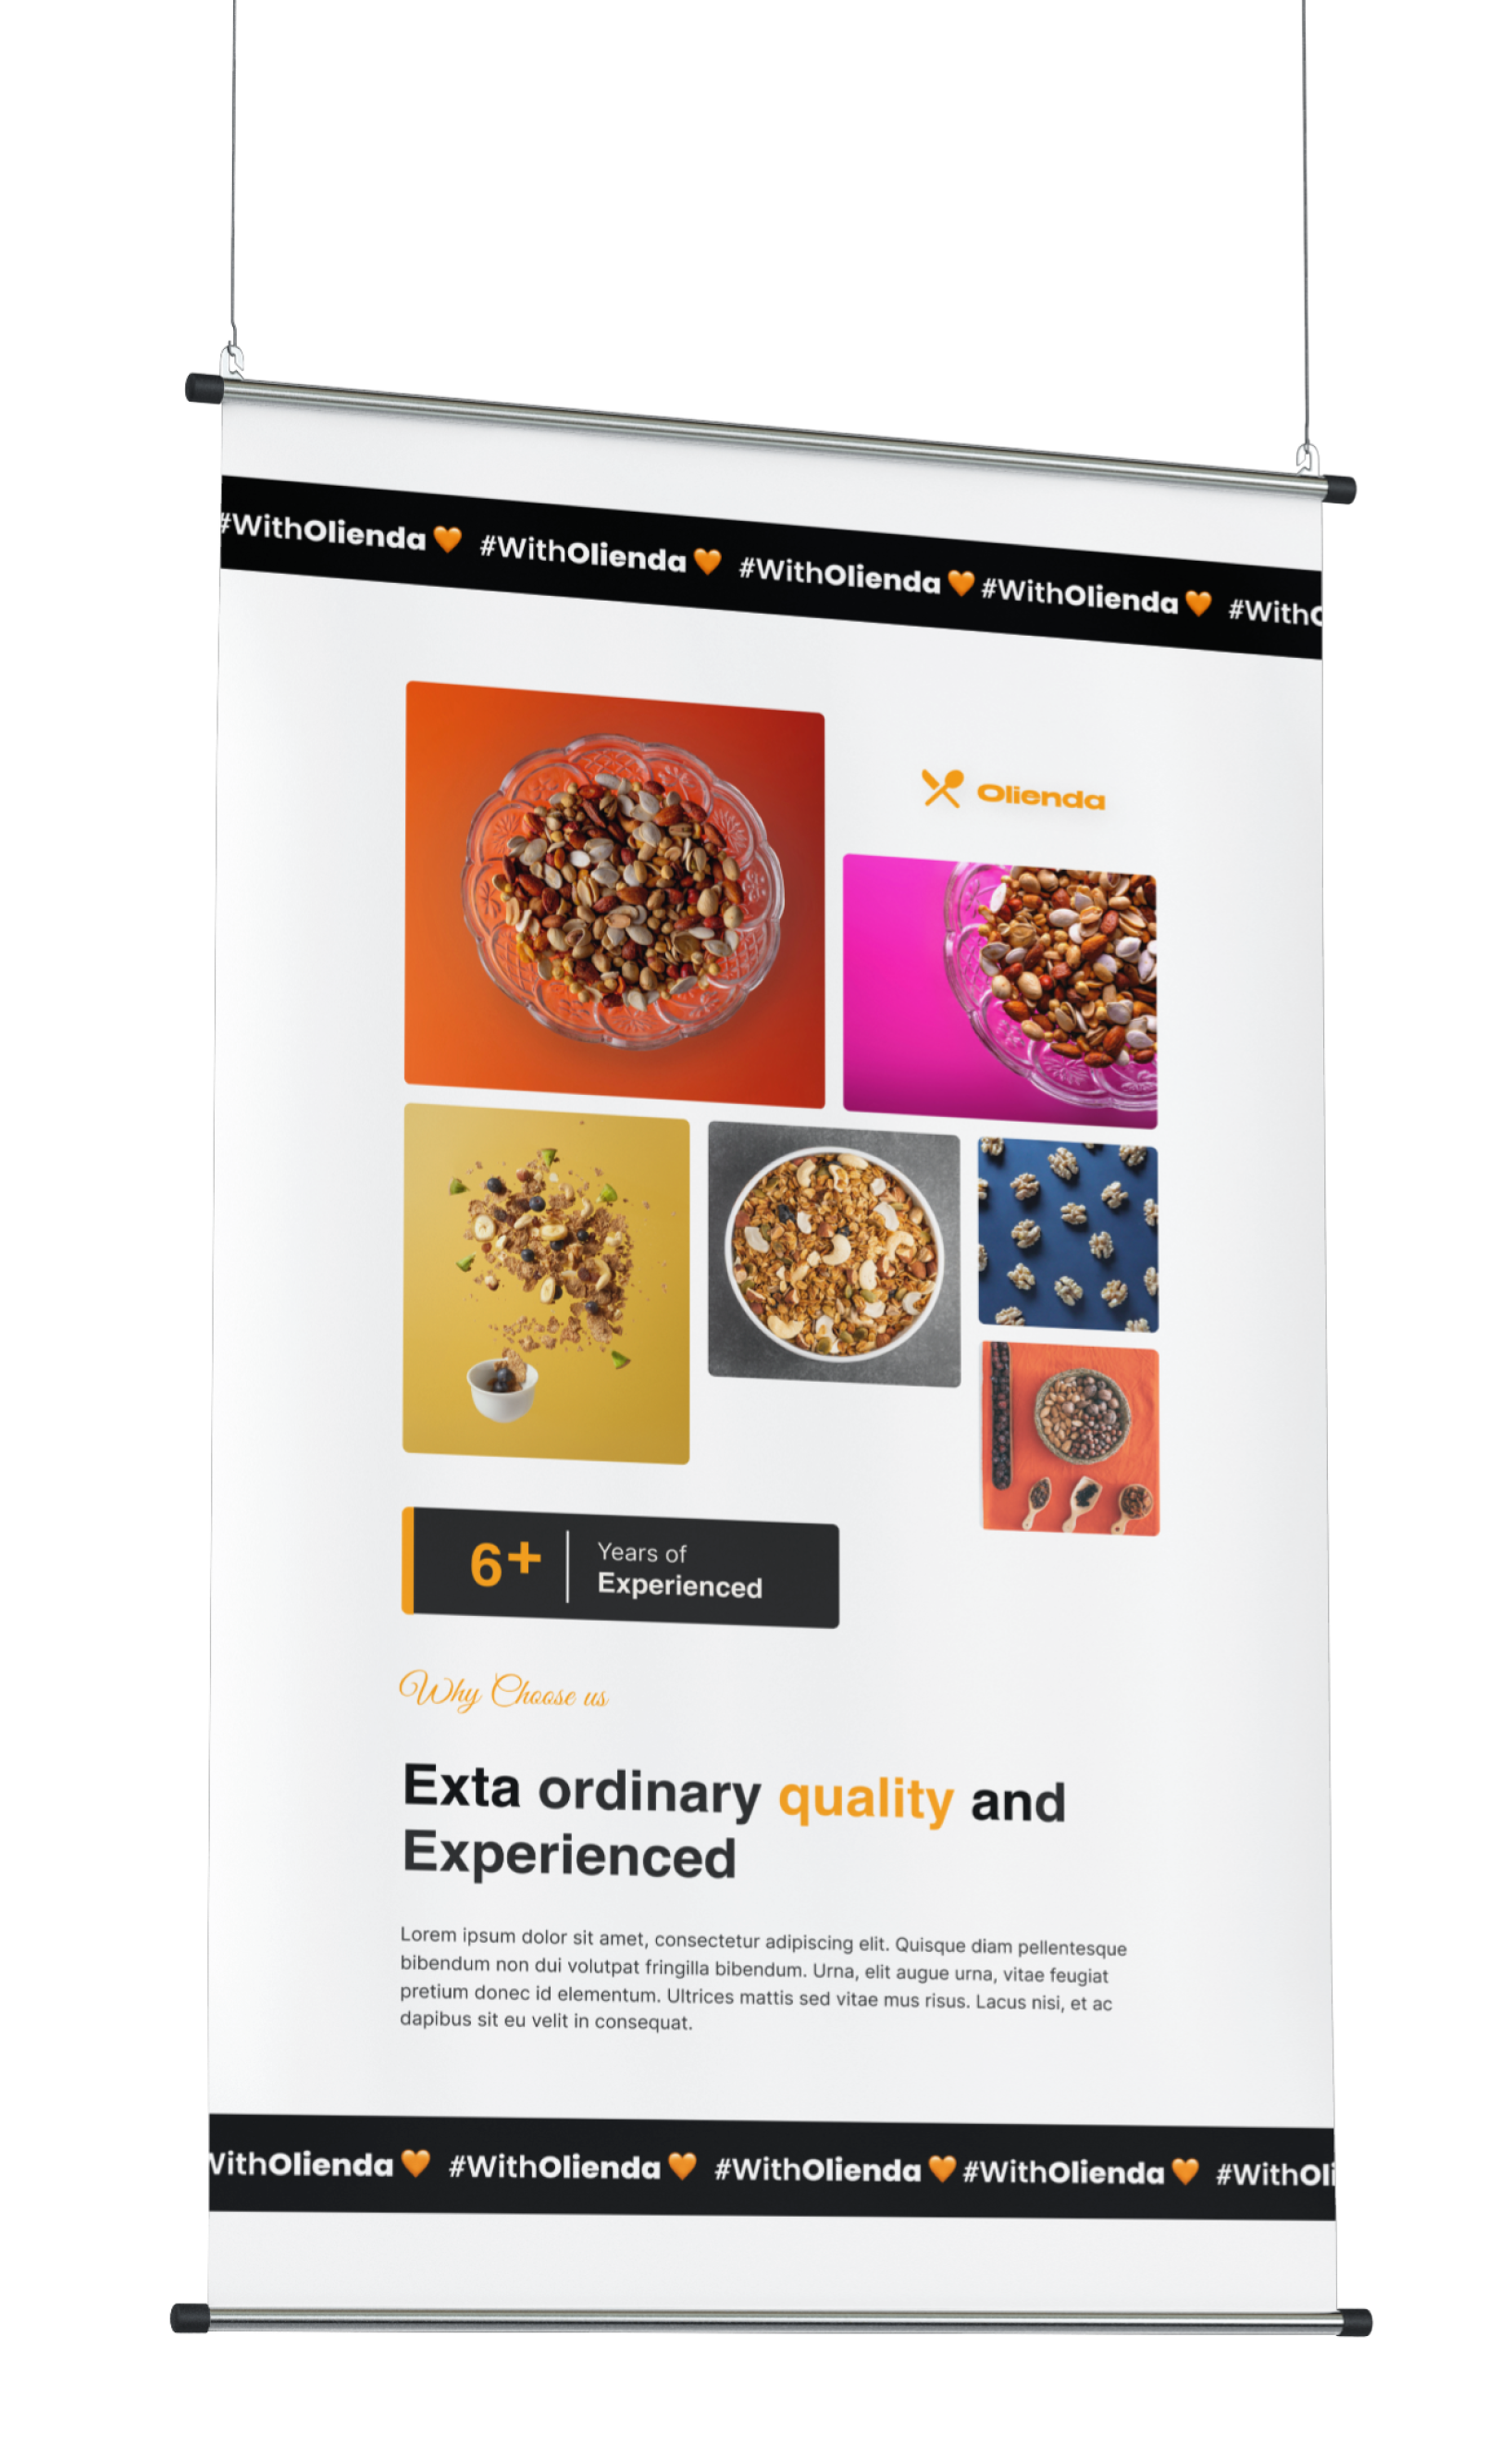 #WithOlienda🧡 #WithOlienda🧡 #WithOlienda🧡 #WithOlienda🧡 #WithO
Olienda
6+
Years of
Experienced
Why Choose us
Exta ordinary quality and
Experienced
Lorem ipsum dolor sit amet, consectetur adipiscing elit. Quisque diam pellentesque
bibendum non dui volutpat fringilla bibendum. Urna, elit augue urna, vitae feugiat
pretium donec id elementum. Ultrices mattis sed vitae mus risus. Lacus nisi, et ac
dapibus sit eu velit in consequat.
WithOlienda🧡 #WithOlienda🧡 #WithOlienda🧡 #WithOlienda🧡 #WithOli